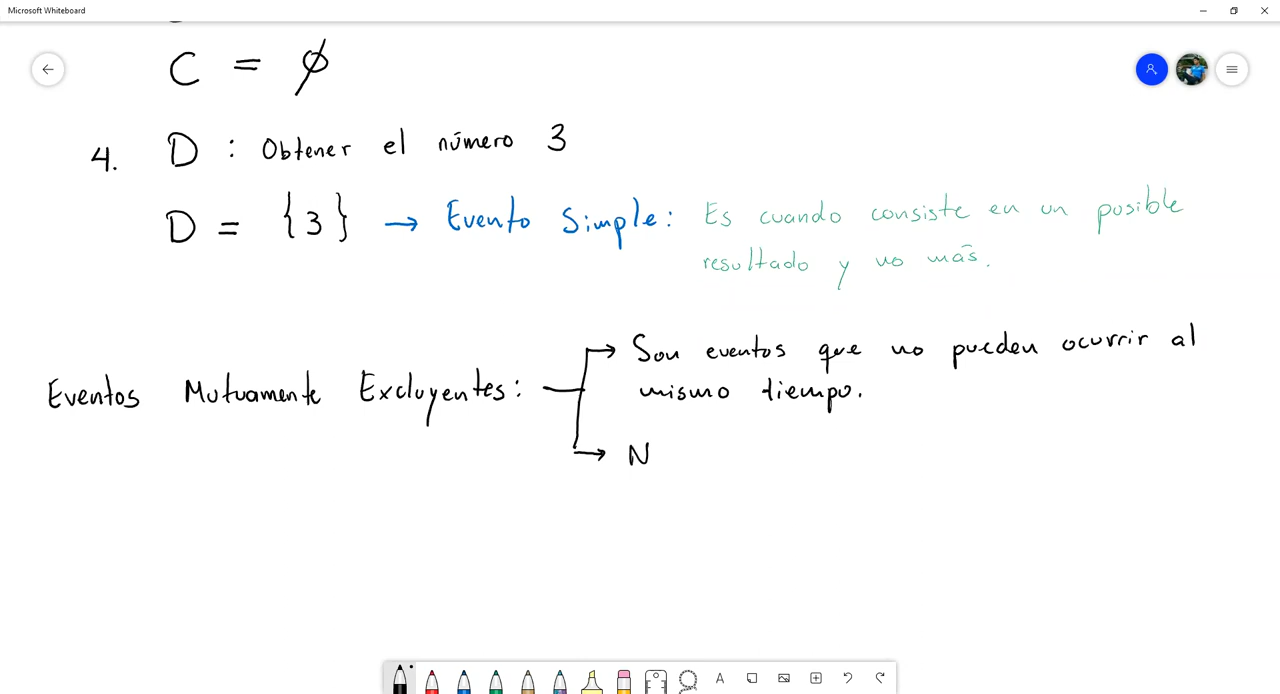 Microsoft Whiteboard
C = ∅
4. D : Obtener el número 3
D = {3} → Evento Simple: Es cuando consiste en un posible
resultado y no más.
Eventos Mutuamente Excluyentes: → Son eventos que no pueden ocurrir al
mismo tiempo.
→ N